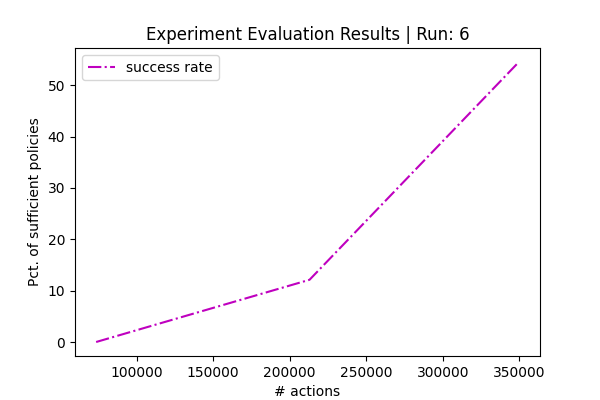 Experiment Evaluation Results | Run: 6
success rate
Pct. of sufficient policies
50
40
30
20
10
0
100000 150000 200000 250000 300000 350000
# actions